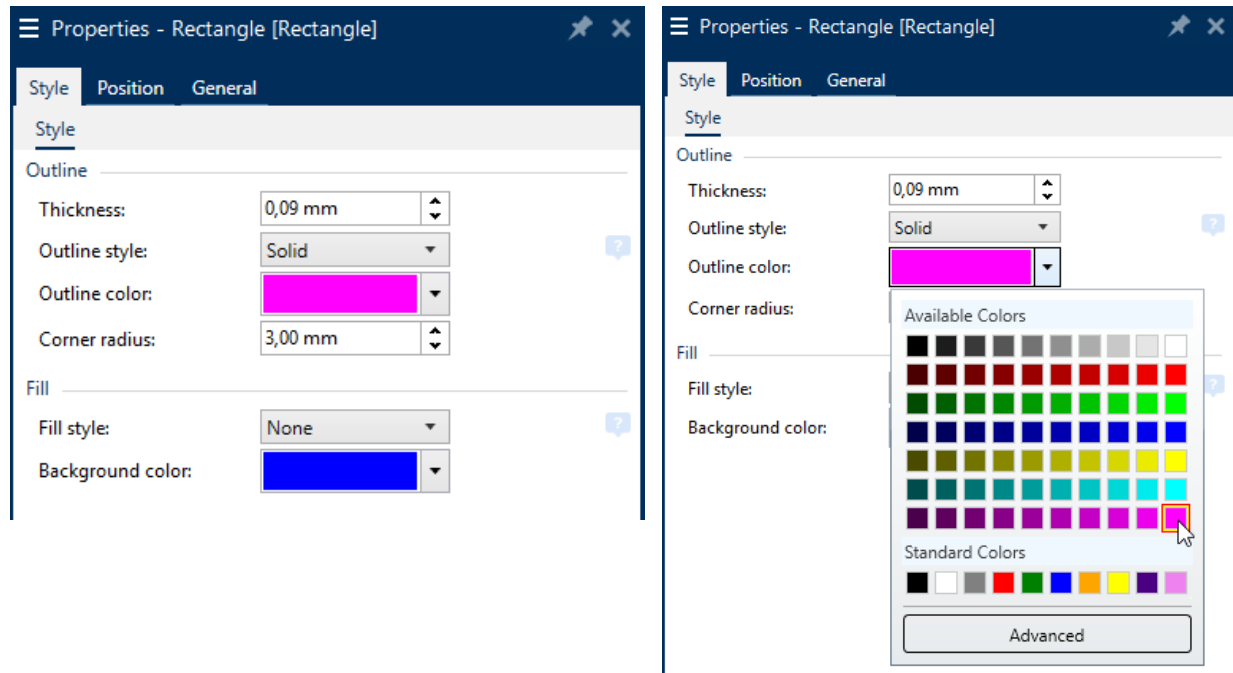 Properties - Rectangle [Rectangle]
Style Position General
Style
Outline
Thickness: 0,09 mm
Outline style: Solid
?
Outline color:
Corner radius: 3,00 mm
Fill
Fill style: None
?
Background color:
Properties - Rectangle [Rectangle]
Style Position General
Style
Outline
Thickness: 0,09 mm
Outline style: Solid
?
Outline color:
Corner radius:
Fill
Fill style:
?
Background color:
Available Colors
Standard Colors
Advanced